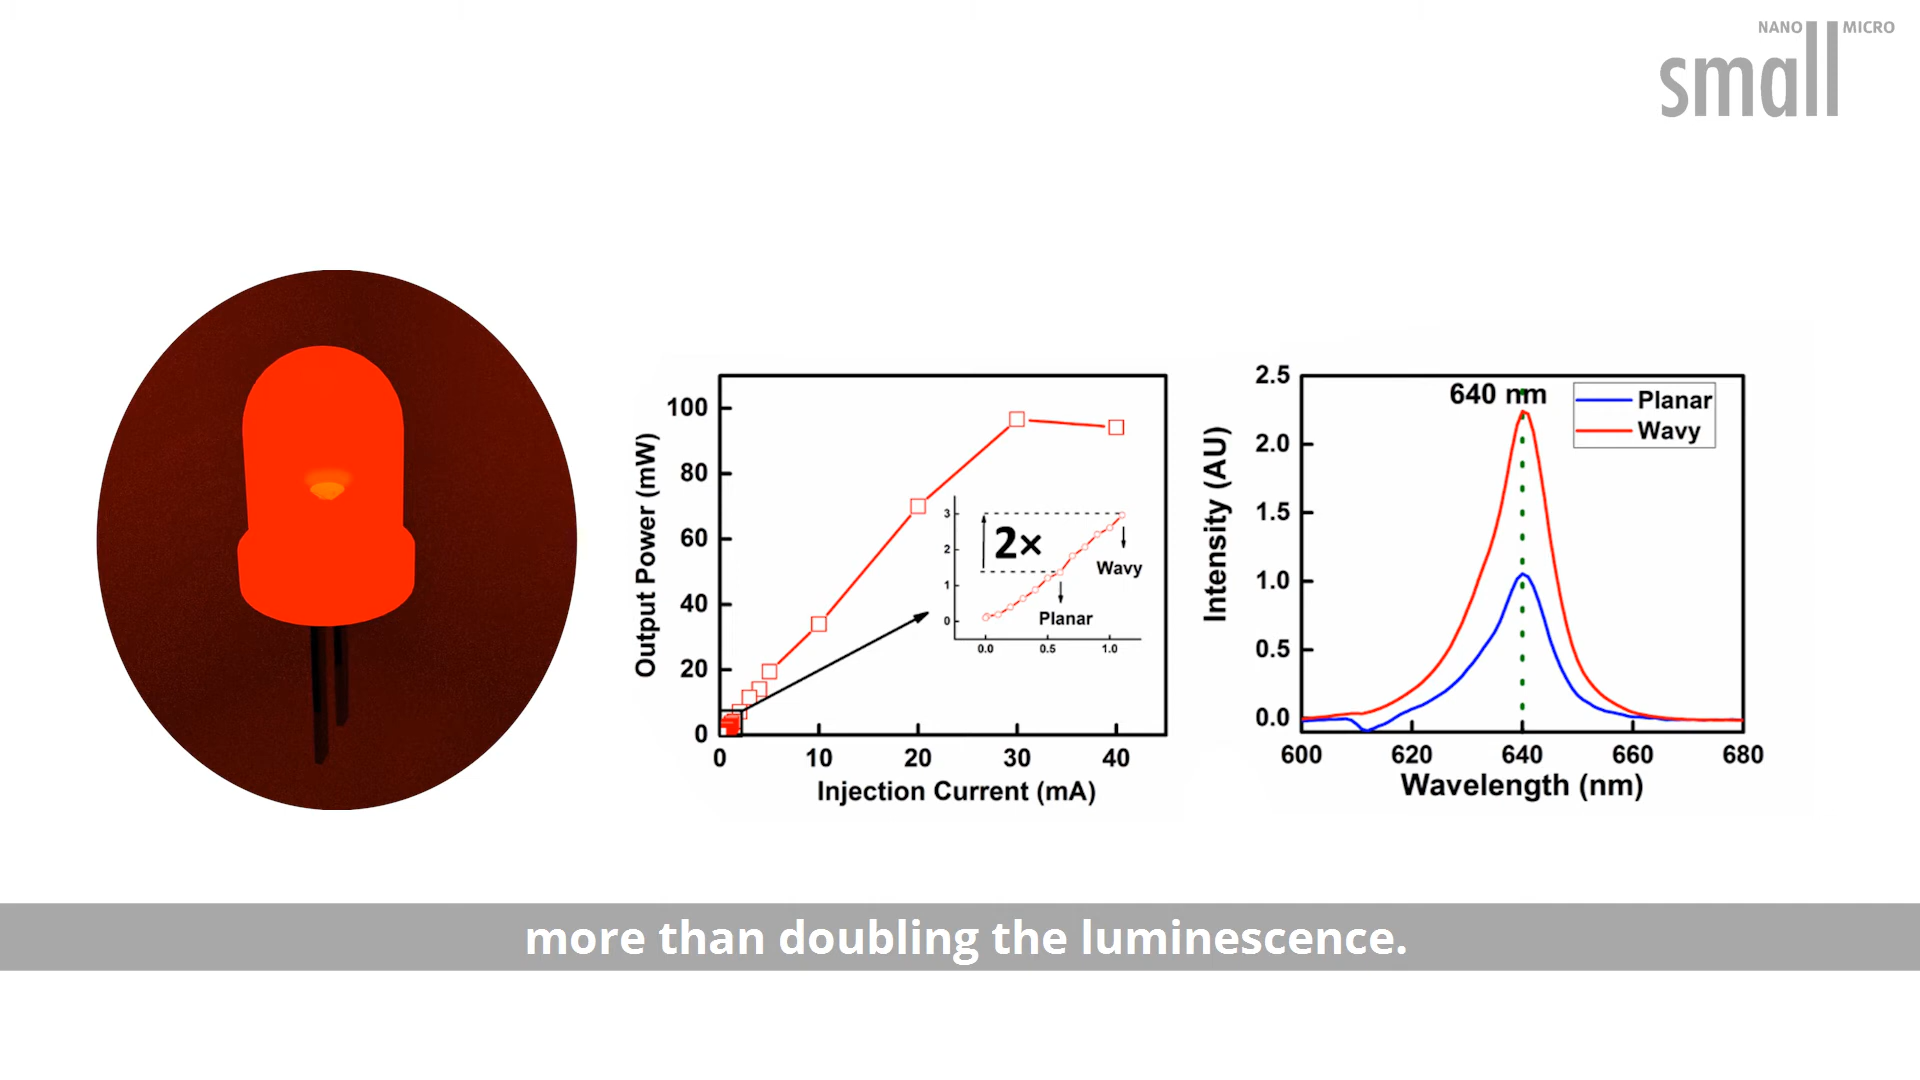 NANO MICRO
small
100
80
60
40
20
0
0 10 20 30 40
Output Power (mW)
Injection Current (mA)
3
2
1
0
0.0 0.5 1.0
2×
Wavy
Planar
2.5
2.0
1.5
1.0
0.5
0.0
600 620 640 660 680
Intensity (AU)
Wavelength (nm)
640 nm
Planar
Wavy
more than doubling the luminescence.